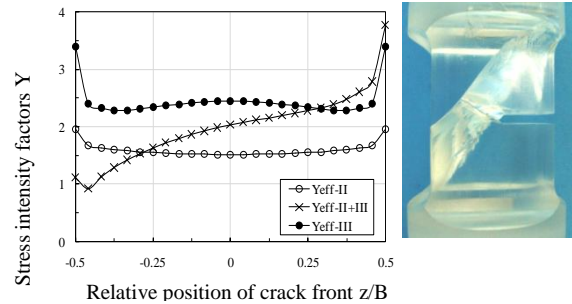 Stress intensity factors Y
4
3
2
1
0
-0.5
-0.25
0
0.25
0.5
Yeff-II
Yeff-II+III
Yeff-III
Relative position of crack front z/B